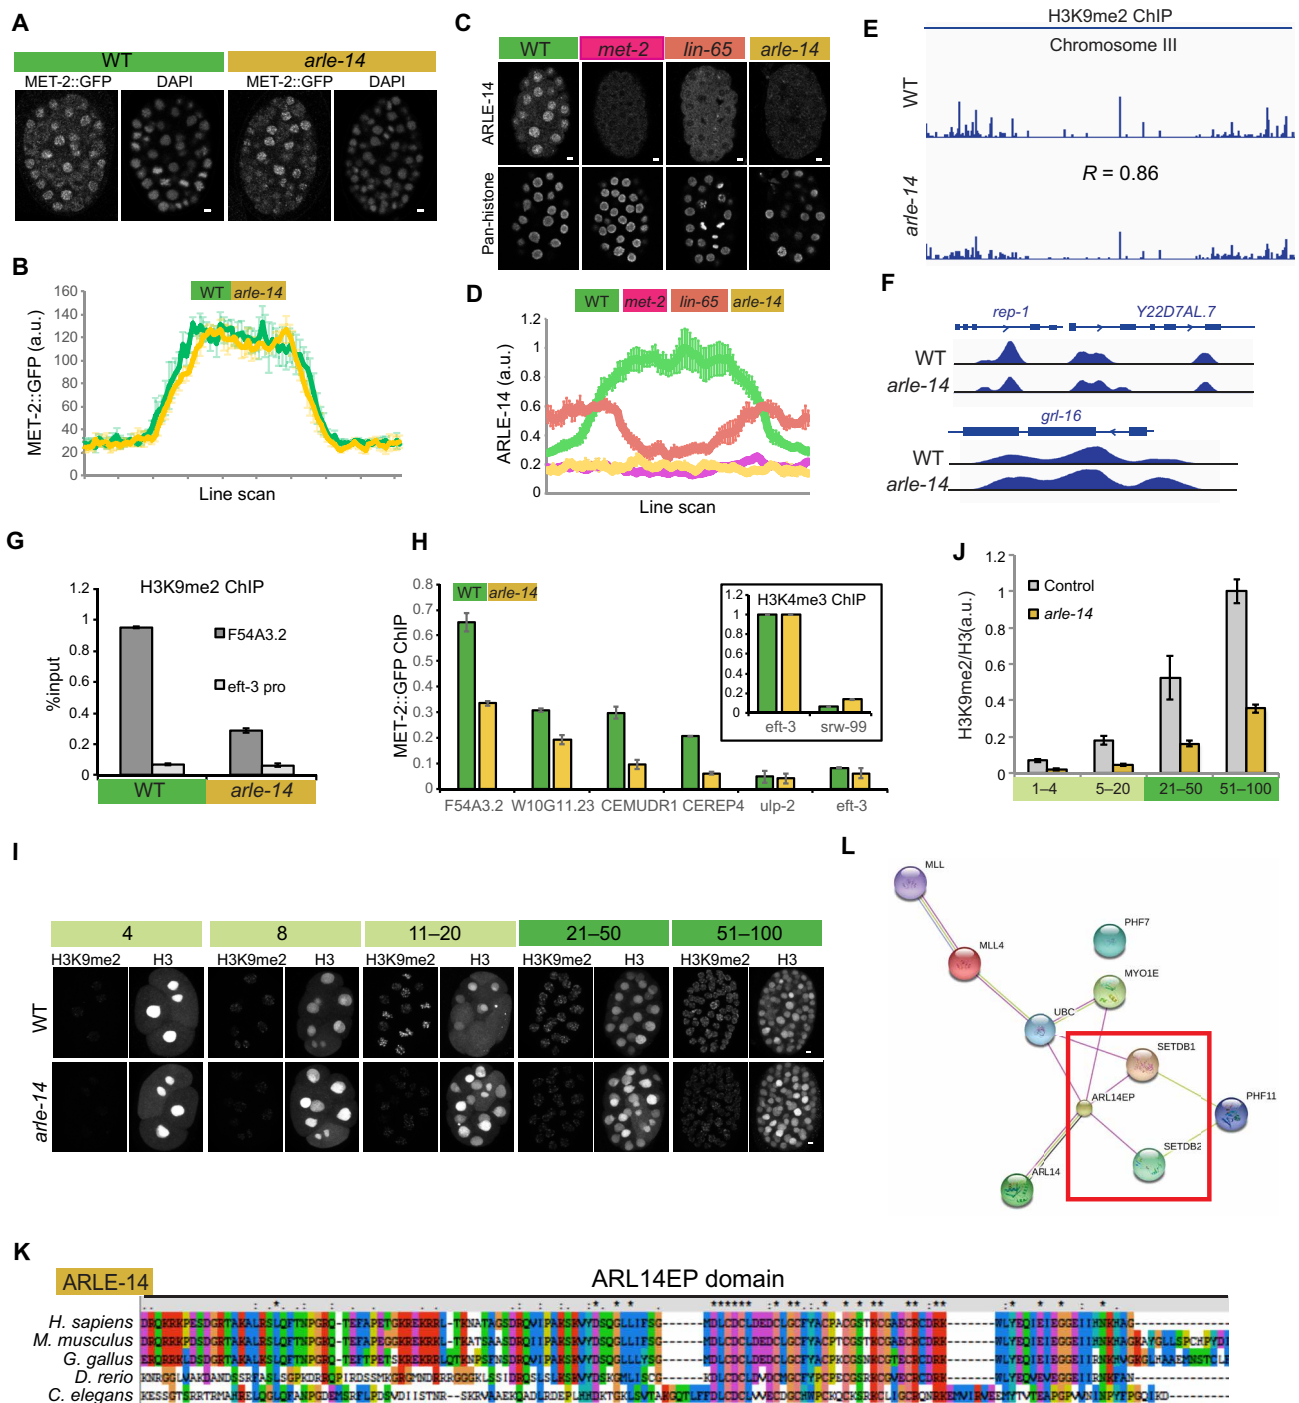 A
WT
arle-14
MET-2::GFP
DAPI
MET-2::GFP
DAPI
B
WT
arle-14
160
140
120
100
80
60
40
20
0
MET-2::GFP (a.u.)
Line scan
C
WT
met-2
lin-65
arle-14
ARLE-14
Pan-histone
D
WT
met-2
lin-65
arle-14
1.2
1
0.8
0.6
0.4
0.2
0
ARLE-14 (a.u.)
Line scan
E
H3K9me2 ChIP
Chromosome III
WT
R = 0.86
arle-14
F
rep-1
Y22D7AL.7
WT
arle-14
grl-16
WT
arle-14
G
H3K9me2 ChIP
1.2
1
0.8
0.6
0.4
0.2
0
%input
F54A3.2
eft-3 pro
WT
arle-14
H
WT
arle-14
0.8
0.7
0.6
0.5
0.4
0.3
0.2
0.1
0
MET-2::GFP ChIP
F54A3.2
W10G11.23
CEMUDR1
CEREP4
ulp-2
eft-3
H3K4me3 ChIP
1.2
1
0.8
0.6
0.4
0.2
0
eft-3
srw-99
J
1.2
1
0.8
0.6
0.4
0.2
0
H3K9me2/H3(a.u.)
Control
arle-14
1–4
5–20
21–50
51–100
I
4
8
11–20
21–50
51–100
H3K9me2
H3
H3K9me2
H3
H3K9me2
H3
H3K9me2
H3
H3K9me2
H3
WT
arle-14
L
MLL
MLL4
PHF7
MYO1E
UBC
SETDB1
ARL14EP
PHF11
SETDB2
ARL14
K
ARLE-14
ARL14EP domain
H. sapiens
M. musculus
G. gallus
D. rerio
C. elegans